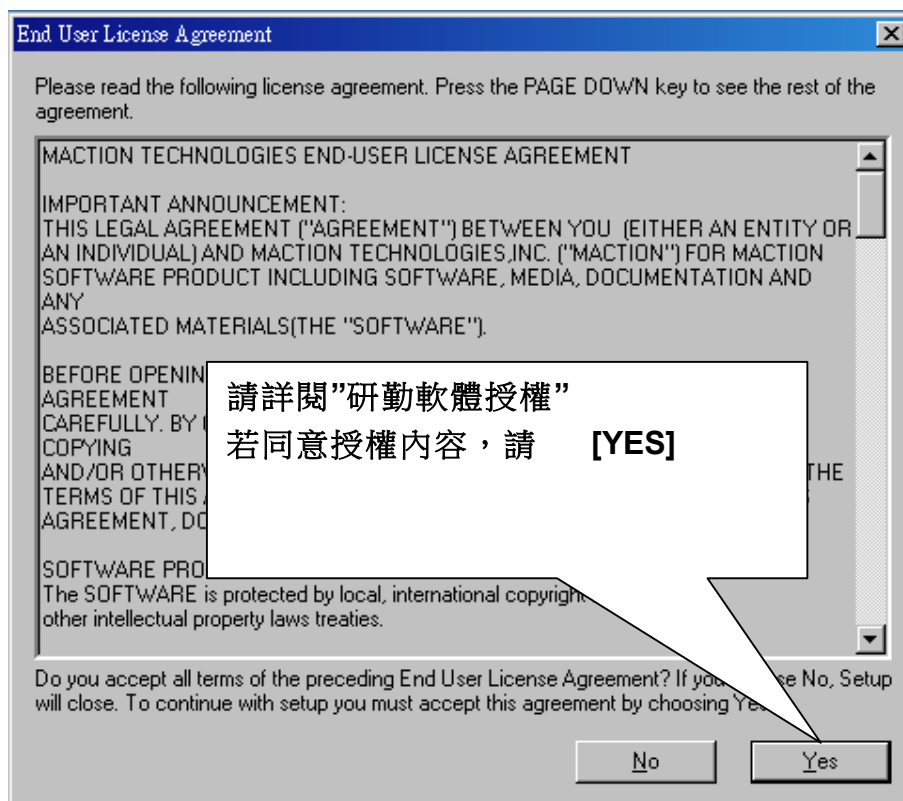 End User License Agreement
Please read the following license agreement. Press the PAGE DOWN key to see the rest of the
agreement.
MACTION TECHNOLOGIES END-USER LICENSE AGREEMENT
IMPORTANT ANNOUNCEMENT:
THIS LEGAL AGREEMENT ("AGREEMENT") BETWEEN YOU (EITHER AN ENTITY OR
AN INDIVIDUAL) AND MACTION TECHNOLOGIES,INC. ("MACTION") FOR MACTION
SOFTWARE PRODUCT INCLUDING SOFTWARE, MEDIA, DOCUMENTATION AND
ANY
ASSOCIATED MATERIALS(THE "SOFTWARE").
BEFORE
AGREEMENT
CAREFULLY. BY
COPYING
AND/OR THE
TERMS OF THIS
AGREEMENT,
請詳閱”研勤軟體授權”
若同意授權內容，請 [YES]
SOFTWARE
The SOFTWARE is protected by local, international copyright
other intellectual property laws treaties.
Do you accept all terms of the preceding End User License Agreement? If No, Setup
will close. To continue with setup you must accept this agreement by choosing
No
Yes